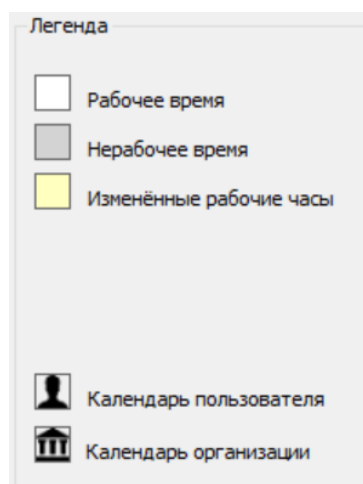 Легенда
Рабочее время
Нерабочее время
Изменённые рабочие часы
Календарь пользователя
Календарь организации